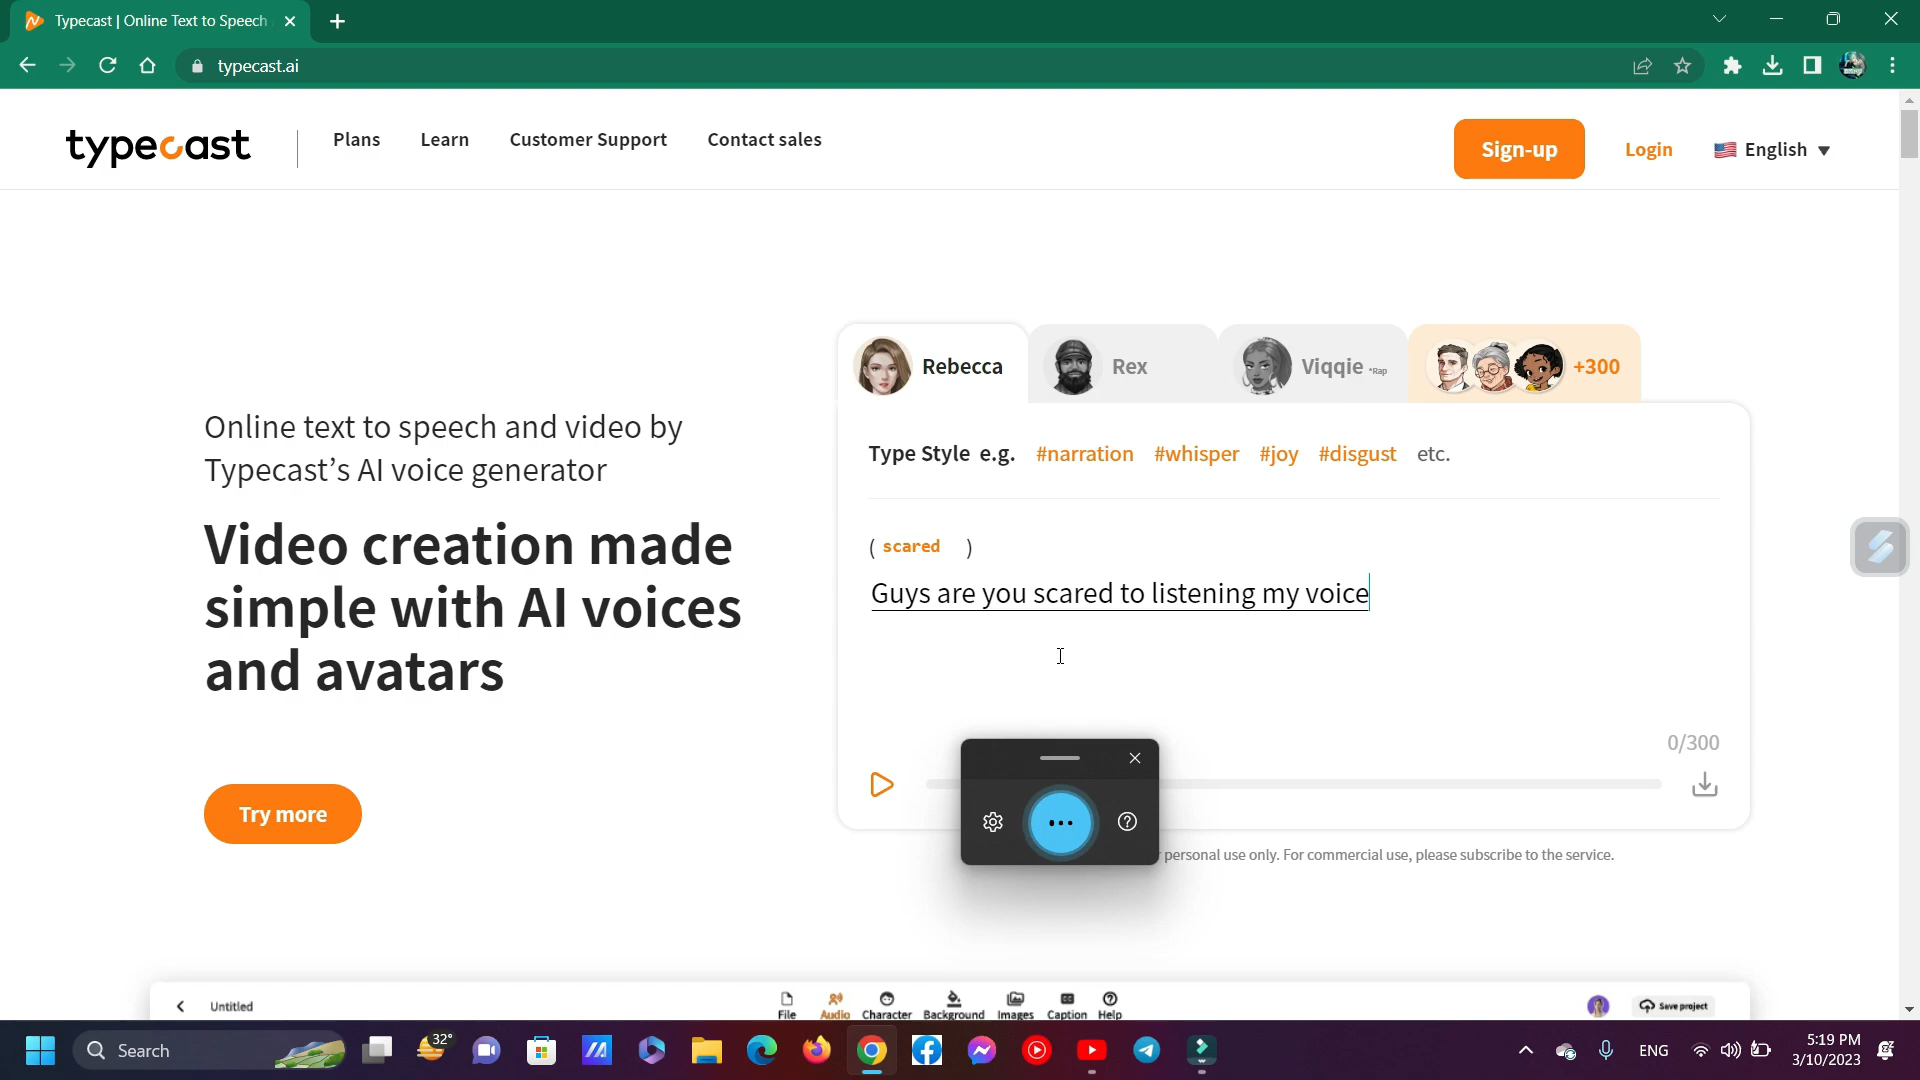 Typecast | Online Text to Speech
typecast.ai
typecast
Plans
Learn
Customer Support
Contact sales
Sign-up
Login
English
Rebecca
Rex
Viqqie *Rap
+300
Online text to speech and video by
Typecast's AI voice generator
Type Style e.g. #narration #whisper #joy #disgust etc.
Video creation made
simple with AI voices
and avatars
( scared )
Guys are you scared to listening my voice
0/300
Try more
personal use only. For commercial use, please subscribe to the service.
Untitled
File
Audio
Character
Background
Images
Caption
Help
Save project
Search
32°
ENG
5:19 PM
3/10/2023